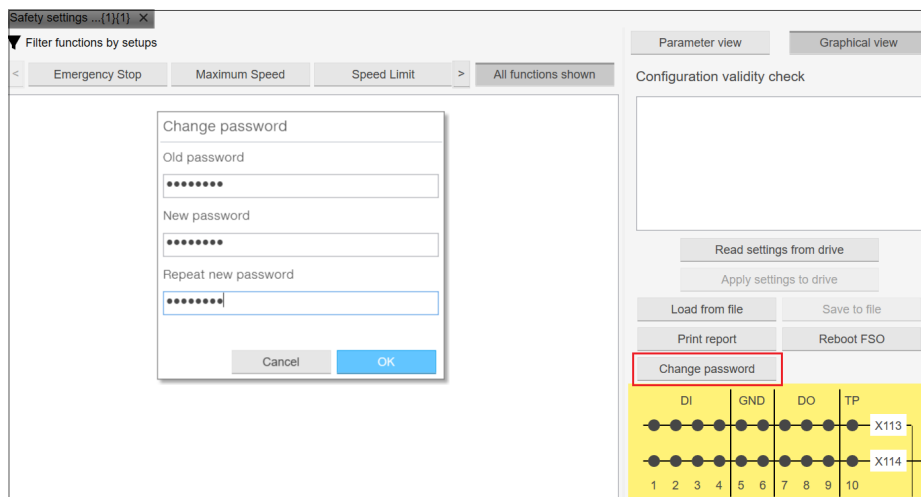 Safety settings ...{1}{1} ×
Filter functions by setups
< Emergency Stop Maximum Speed Speed Limit > All functions shown
Change password
Old password
••••••••
New password
••••••••
Repeat new password
••••••••
Cancel OK
Parameter view Graphical view
Configuration validity check
Read settings from drive
Apply settings to drive
Load from file Save to file
Print report Reboot FSO
Change password
DI GND DO TP
X113
X114
1 2 3 4 5 6 7 8 9 10